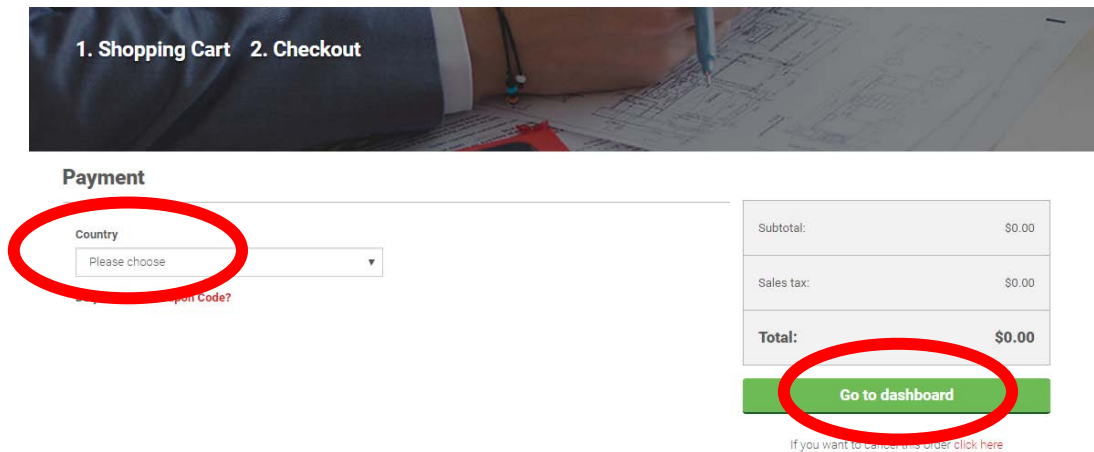 1. Shopping Cart 2. Checkout
Payment
Country
Please choose
Code?
Subtotal: $0.00
Sales tax: $0.00
Total: $0.00
Go to dashboard
If you want to cancel this order click here